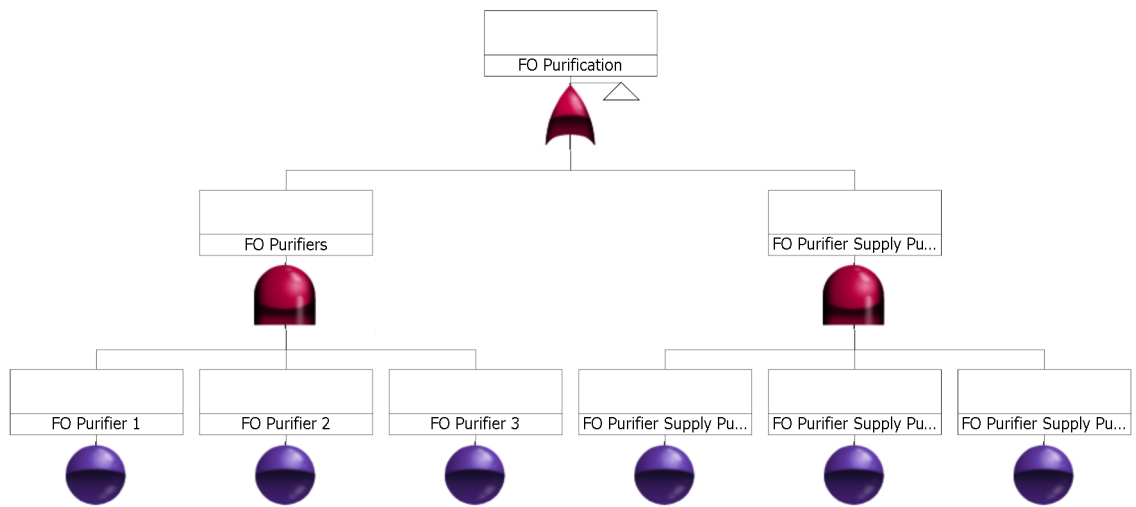 FO Purification
FO Purifiers
FO Purifier Supply Pu...
FO Purifier 1
FO Purifier 2
FO Purifier 3
FO Purifier Supply Pu...
FO Purifier Supply Pu...
FO Purifier Supply Pu...